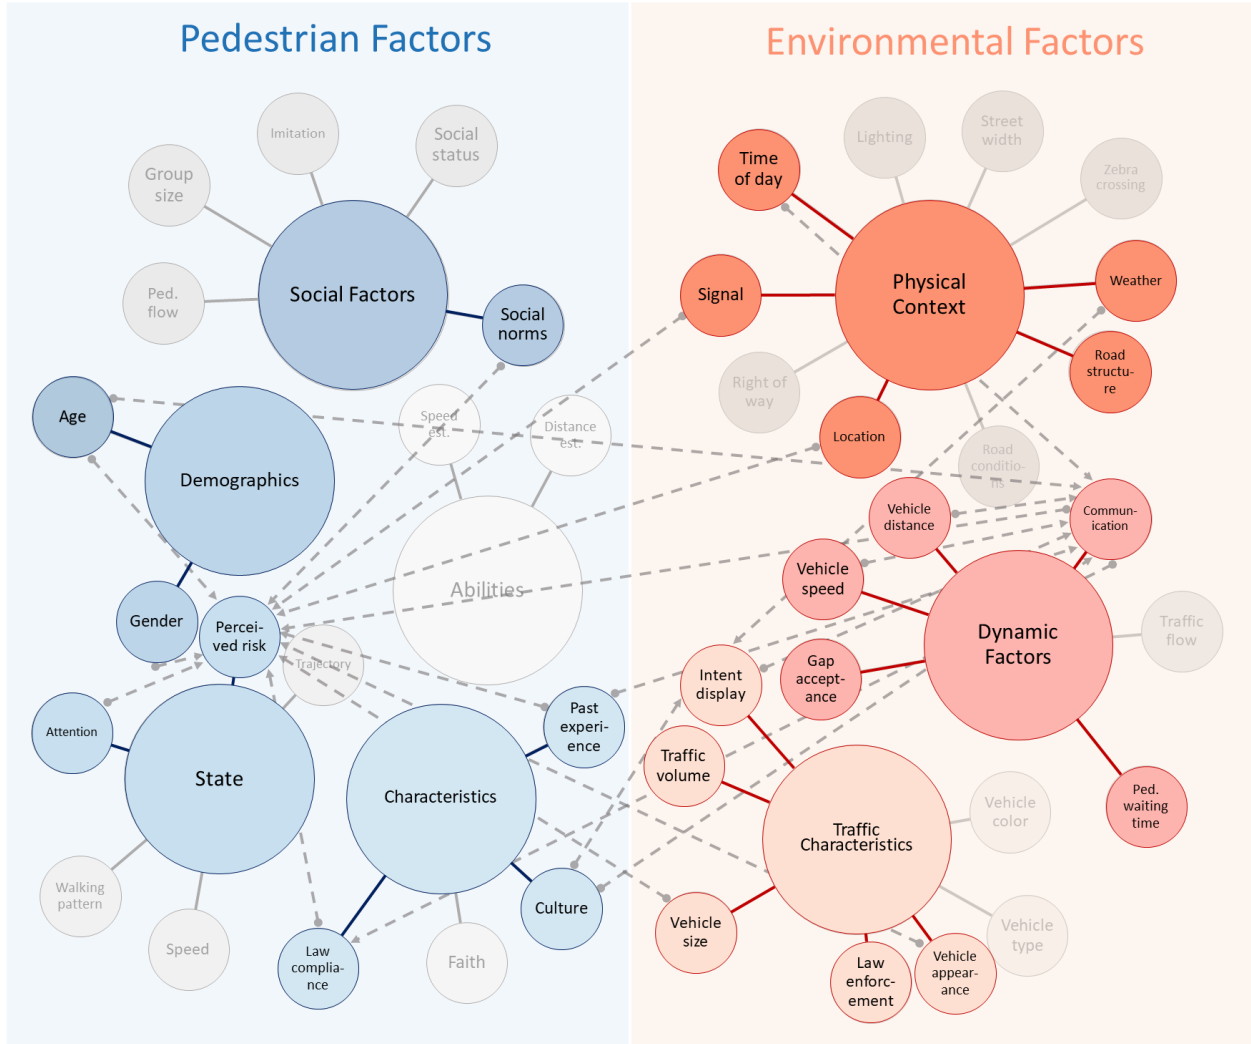 Pedestrian Factors
Environmental Factors
Imitation
Social
status
Group
size
Social Factors
Ped.
flow
Social
norms
Age
Demographics
Speed
est.
Distance
est.
Abilities
Gender
Percei-
ved risk
Trajectory
Attention
State
Characteristics
Past
experi-
ence
Walking
pattern
Speed
Law
complia-
nce
Faith
Culture
Time
of day
Lighting
Street
width
Zebra
crossing
Signal
Physical
Context
Weather
Road
structu-
re
Right of
way
Location
Road
conditio-
ns
Vehicle
distance
Commun-
ication
Vehicle
speed
Dynamic
Factors
Traffic
flow
Intent
display
Gap
accept-
ance
Traffic
volume
Ped.
waiting
time
Traffic
Characteristics
Vehicle
color
Vehicle
size
Law
enforc-
ement
Vehicle
appear-
ance
Vehicle
type